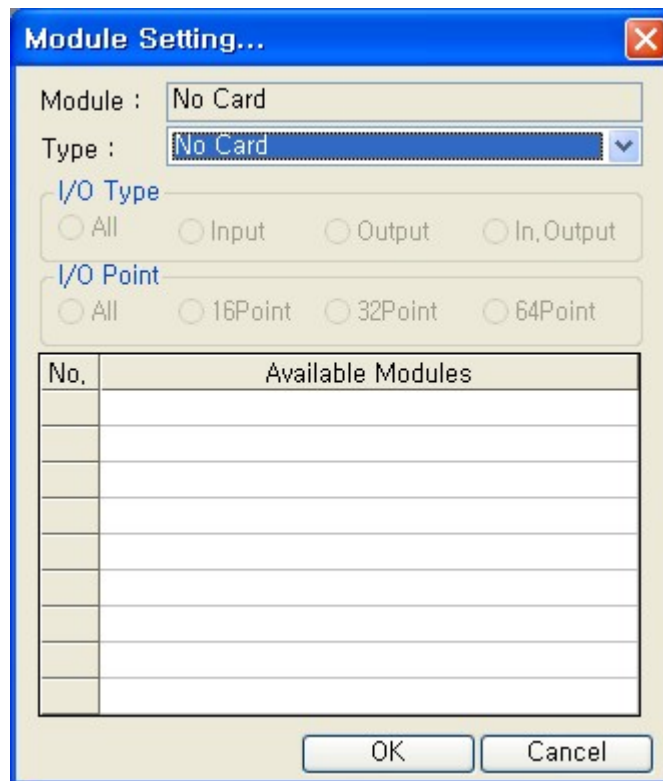 Module Setting...
Module : No Card
Type : No Card
I/O Type
All Input Output In,Output
I/O Point
All 16Point 32Point 64Point
No, Available Modules
OK Cancel